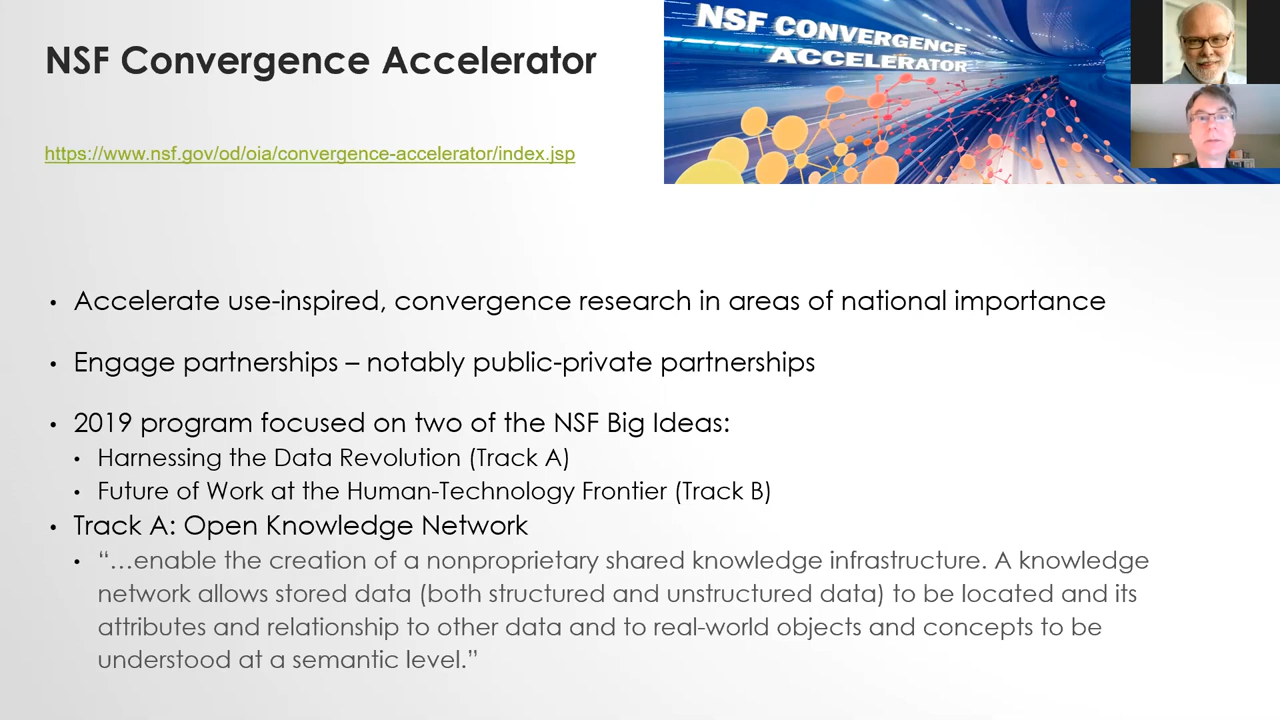 NSF Convergence Accelerator
NSF CONVERGENCE
ACCELERATOR
https://www.nsf.gov/od/oia/convergence-accelerator/index.jsp
• Accelerate use-inspired, convergence research in areas of national importance
• Engage partnerships – notably public-private partnerships
• 2019 program focused on two of the NSF Big Ideas:
• Harnessing the Data Revolution (Track A)
• Future of Work at the Human-Technology Frontier (Track B)
• Track A: Open Knowledge Network
• “…enable the creation of a nonproprietary shared knowledge infrastructure. A knowledge
network allows stored data (both structured and unstructured data) to be located and its
attributes and relationship to other data and to real-world objects and concepts to be
understood at a semantic level.”